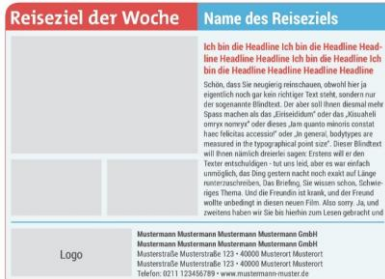 Reiseziel der Woche
Name des Reiseziels
Ich bin die Headline Ich bin die Headline Head-
line Headline Headline Ich bin die Headline Ich
bin die Headline Headline Headline Headline
Schön, dass Sie neugierig reinschauen, obwohl hier ja
eigentlich noch gar kein richtiger Text steht, sondern nur
der sogenannte Blindtext. Der aber soll Ihnen diesmal mehr
Spass machen als das „Eirseididum" oder das „Kisuaheli
omryx nomryx" oder dieses „Iam quanto minoris constat
haec felicitas accessio!" oder „In general, bodytypes are
measured in the typographical point size". Dieser Blindtext
will Ihnen nämlich dreierlei sagen: Erstens will er den
Texter entschuldigen - tut uns leid, aber es war einfach
unmöglich, das Ding gestern nacht noch exakt auf Länge
runterzuschreiben. Das Briefing, Sie wissen schon, Schwie-
riges Thema. Und die Freundin ist krank, und der Freund
wollte unbedingt in diesen neuen Film. Also sorry. Ja, und
zweitens haben wir Sie bis hierhin zum Lesen gebracht und
Logo
Mustermann Mustermann Mustermann Mustermann GmbH
Mustermann Mustermann Mustermann Mustermann GmbH
Musterstraße Musterstraße 123 • 40000 Musterort Musterort
Musterstraße Musterstraße 123 • 40000 Musterort Musterort
Telefon: 0211 123456789 • www.mustermann-muster.de